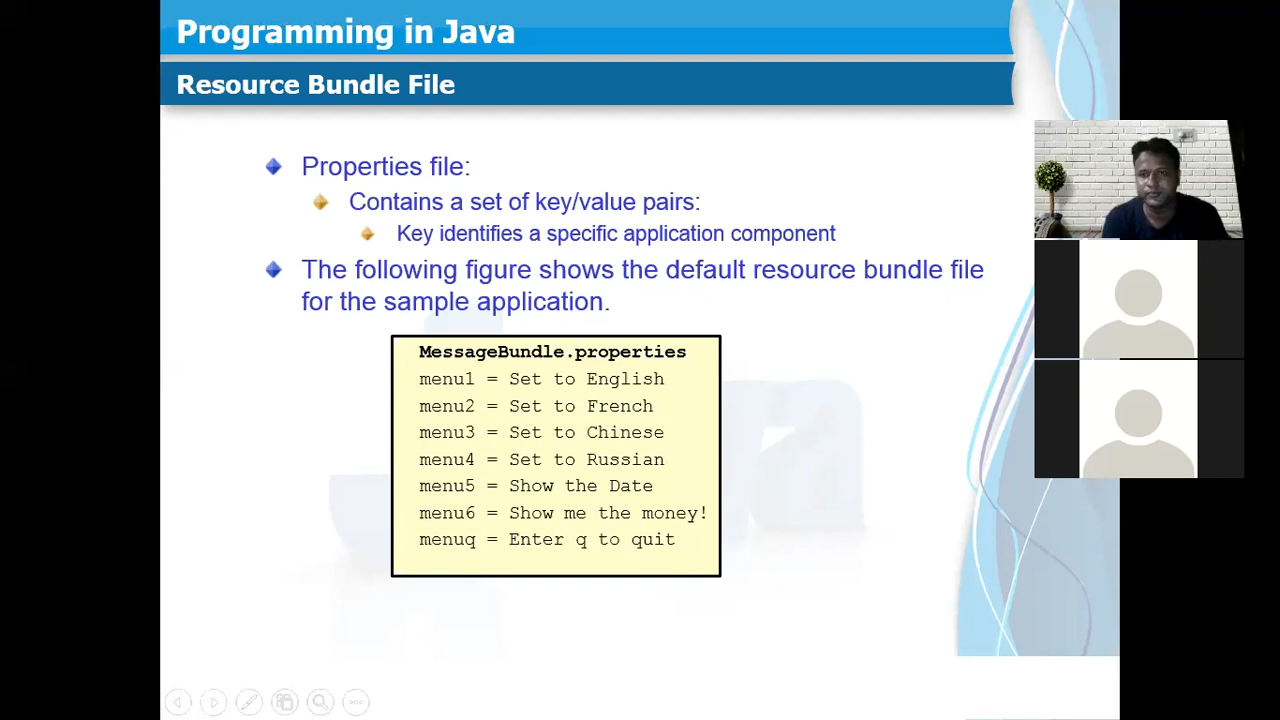 Programming in Java
Resource Bundle File
Properties file:
Contains a set of key/value pairs:
Key identifies a specific application component
The following figure shows the default resource bundle file
for the sample application.
MessageBundle.properties
menu1 = Set to English
menu2 = Set to French
menu3 = Set to Chinese
menu4 = Set to Russian
menu5 = Show the Date
menu6 = Show me the money!
menuq = Enter q to quit